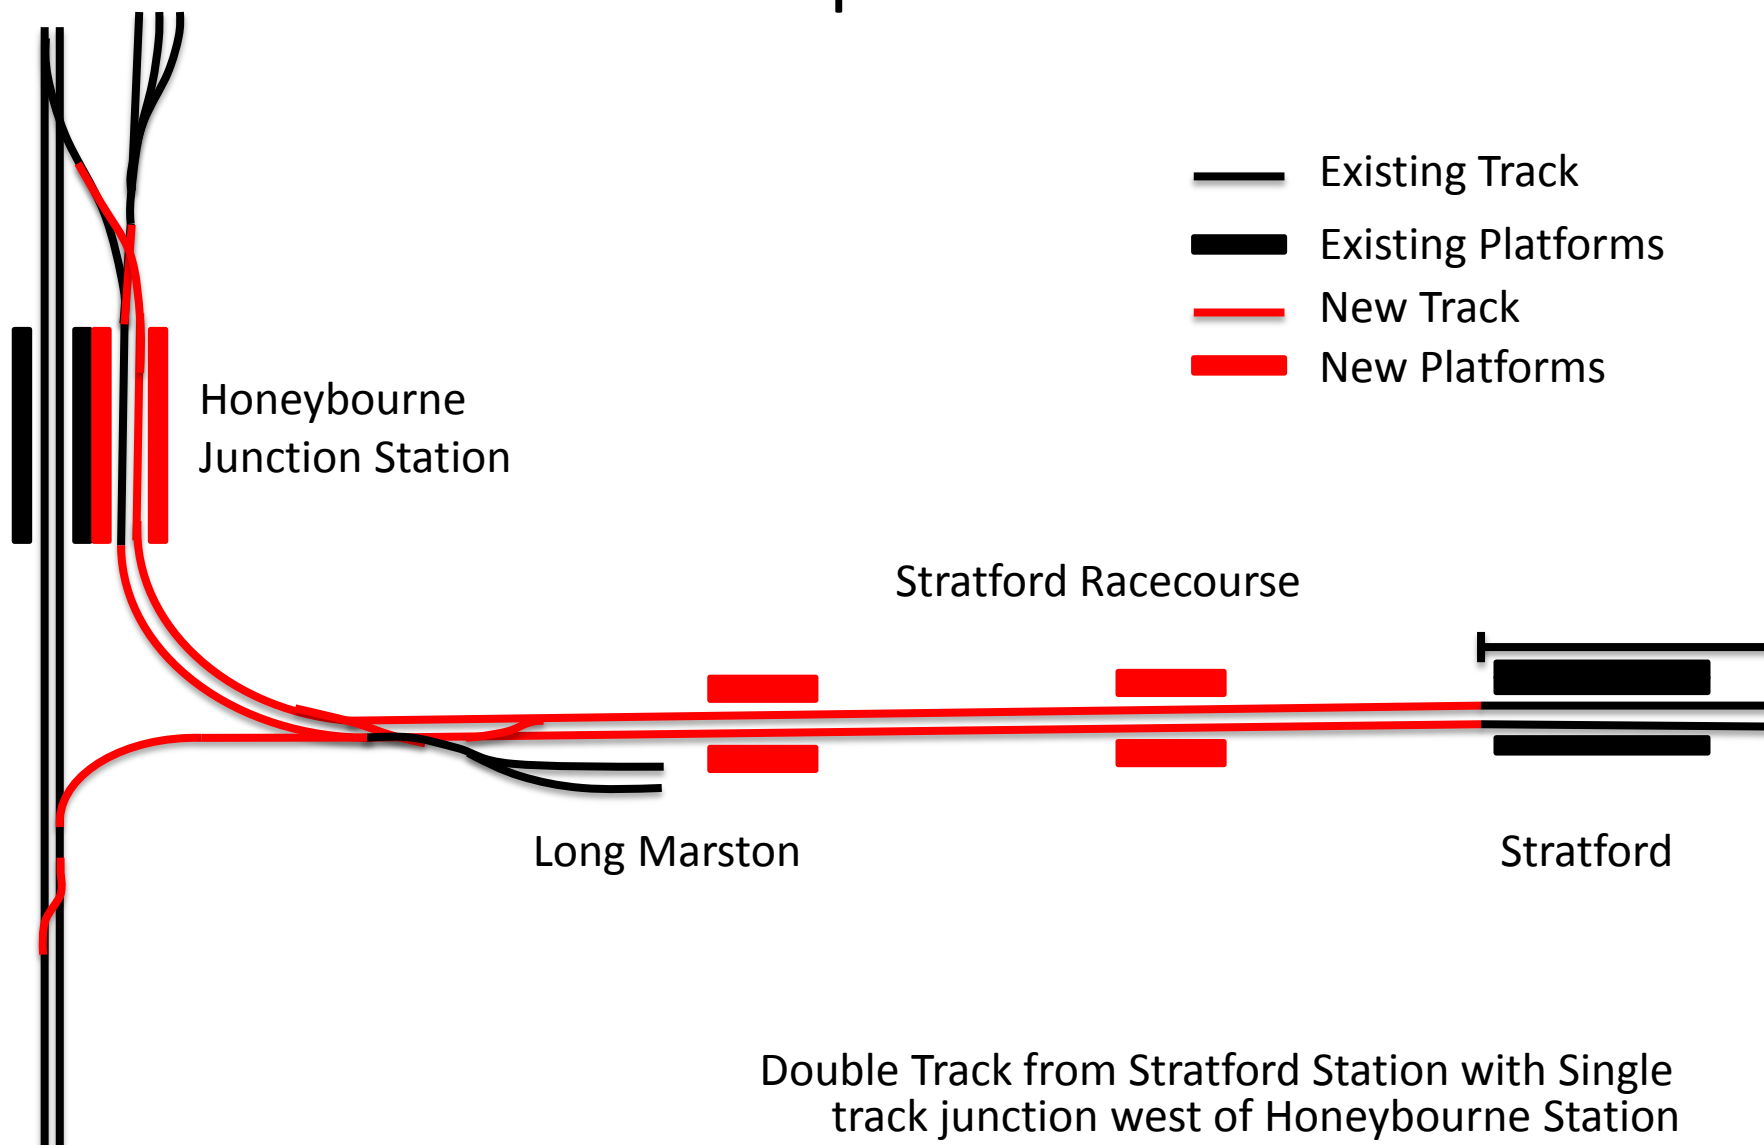 Existing Track
Existing Platforms
New Track
New Platforms
Honeybourne
Junction Station
Stratford Racecourse
Long Marston
Stratford
Double Track from Stratford Station with Single
track junction west of Honeybourne Station